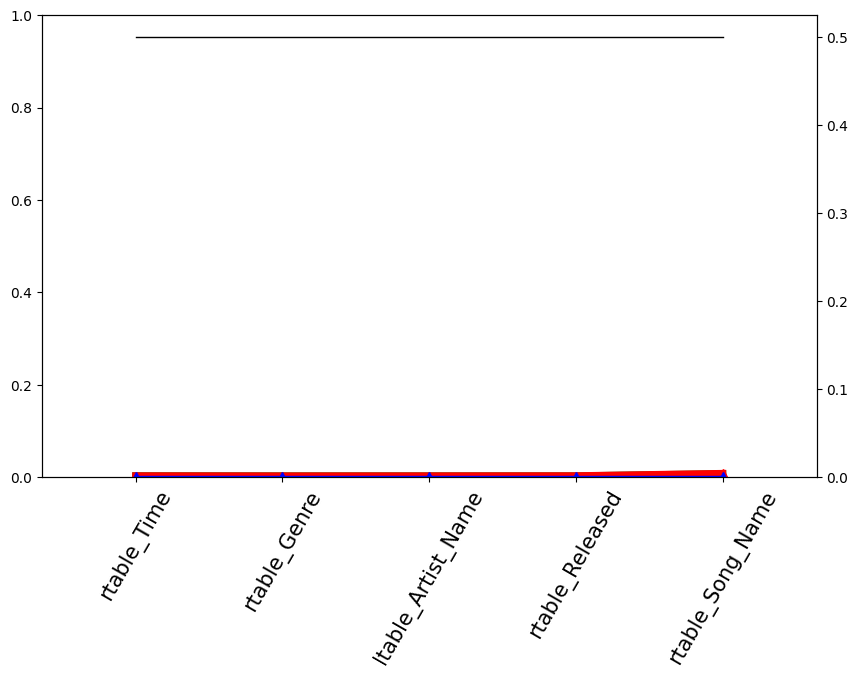 1.0
0.8
0.6
0.4
0.2
0.0
0.5
0.4
0.3
0.2
0.1
0.0
rtable_Time
rtable_Genre
ltable_Artist_Name
rtable_Released
rtable_Song_Name